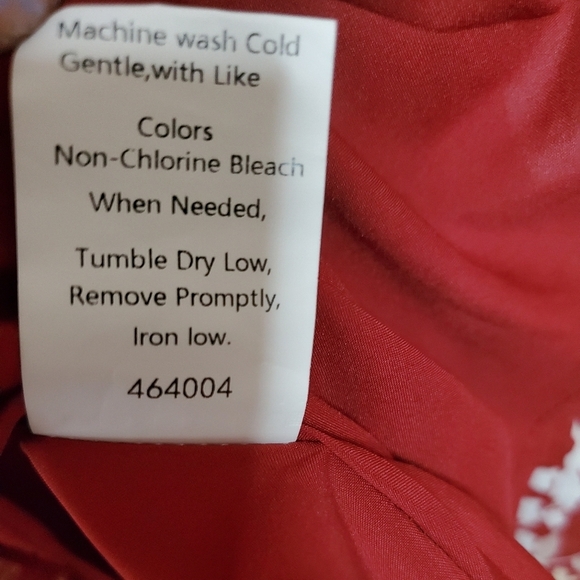 Machine wash Cold
Gentle,with Like
Colors
Non-Chlorine Bleach
When Needed,
Tumble Dry Low,
Remove Promptly,
Iron low.
464004